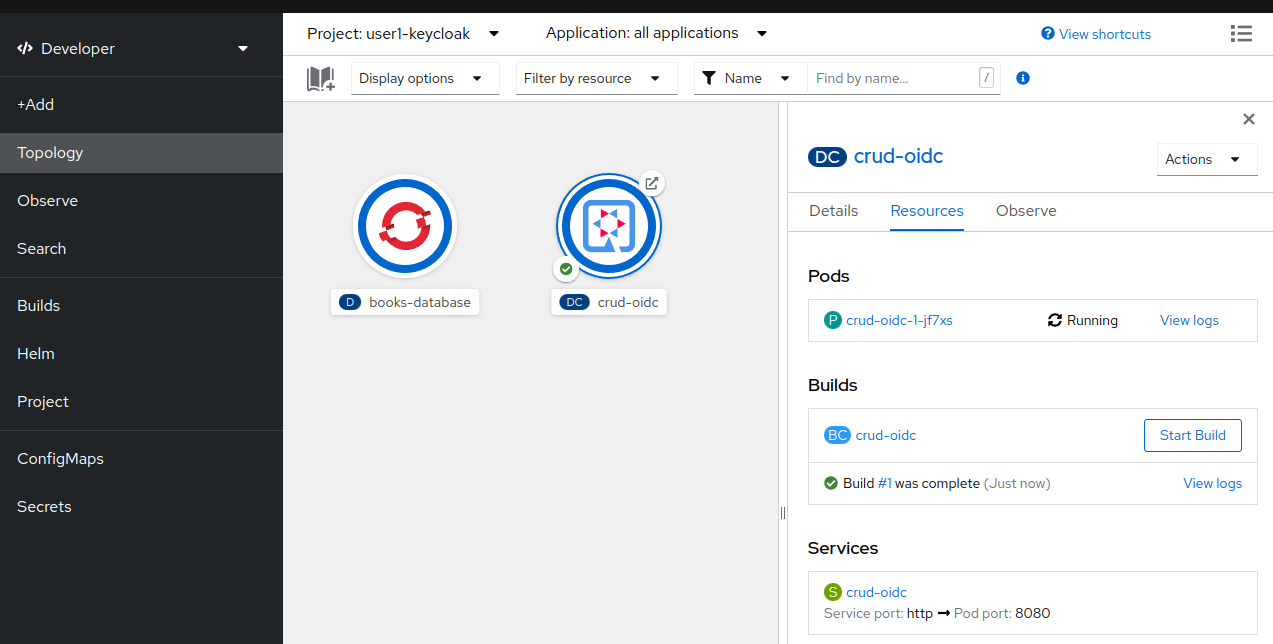 Developer
+Add
Topology
Observe
Search
Builds
Helm
Project
ConfigMaps
Secrets
Project: user1-keycloak
Application: all applications
View shortcuts
Display options
Filter by resource
Name
Find by name...
/
D books-database
DC crud-oidc
DC crud-oidc
Actions
Details Resources Observe
Pods
P crud-oidc-1-jf7xs Running View logs
Builds
BC crud-oidc Start Build
Build #1 was complete (Just now) View logs
Services
S crud-oidc
Service port: http → Pod port: 8080